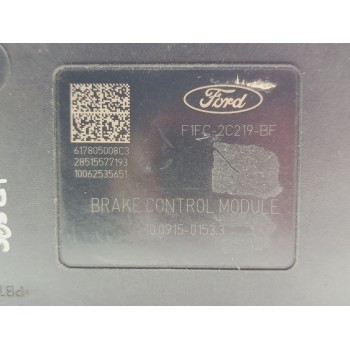 Ford
F1FC-2C219-BF
617805008C3
28515577193
10062535651
BRAKE CONTROL MODULE
10.0915-0153.3